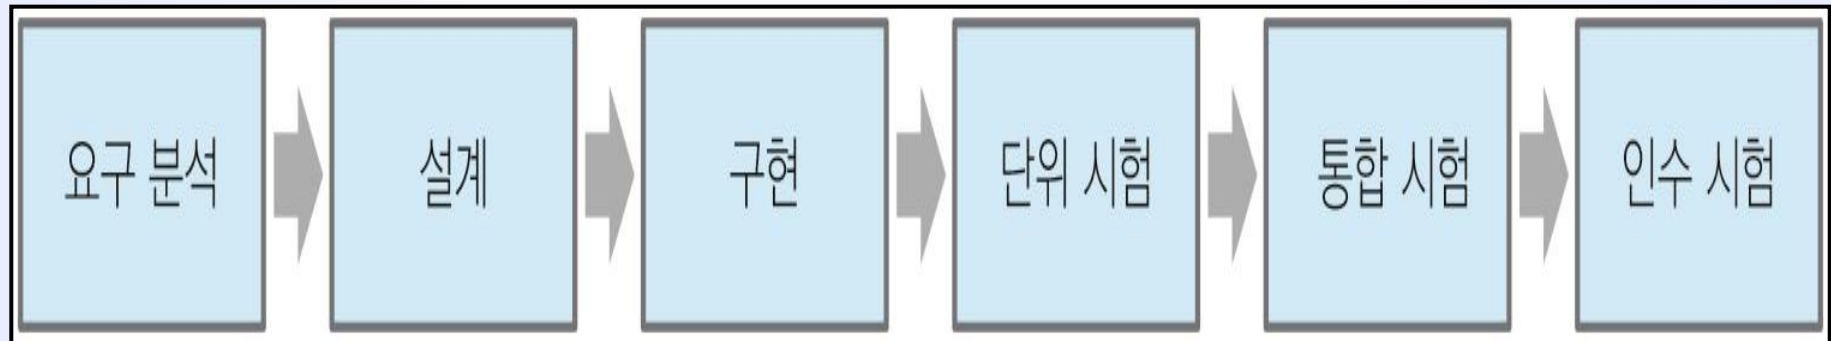 요구 분석
설계
구현
단위 시험
통합 시험
인수 시험